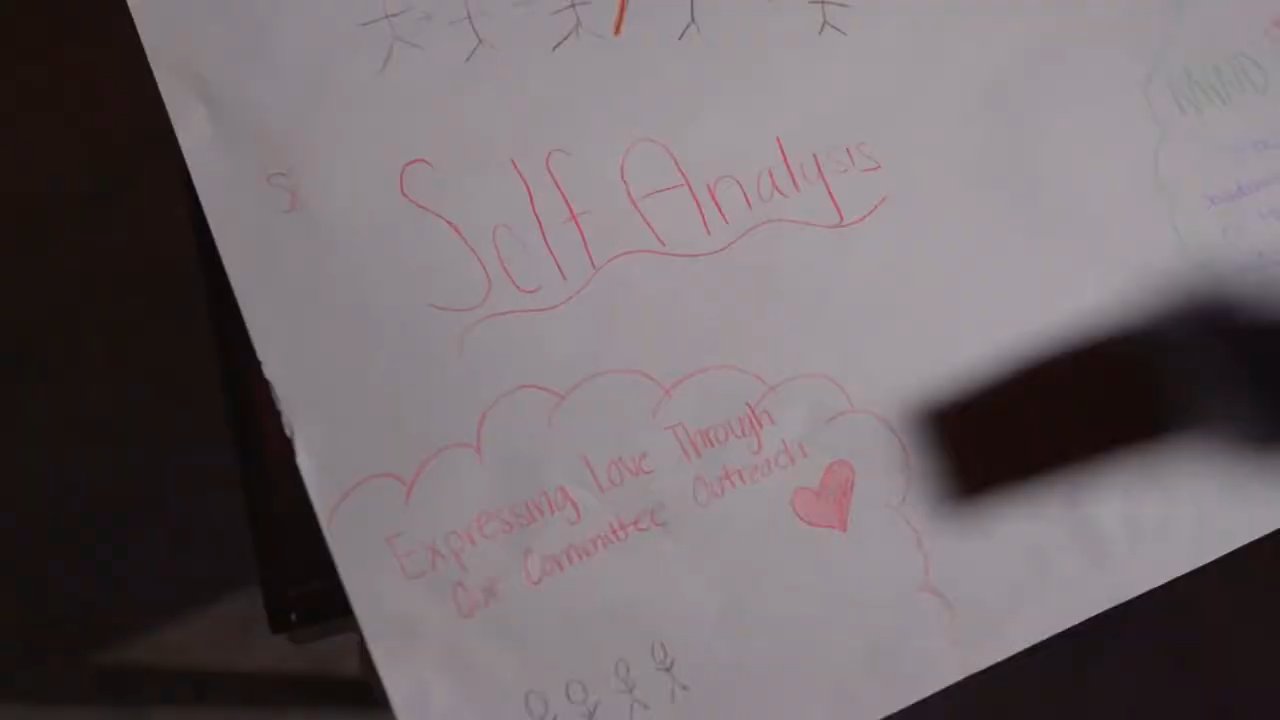 Self Analysis
Expressing Love Through
Our Committee Outreach